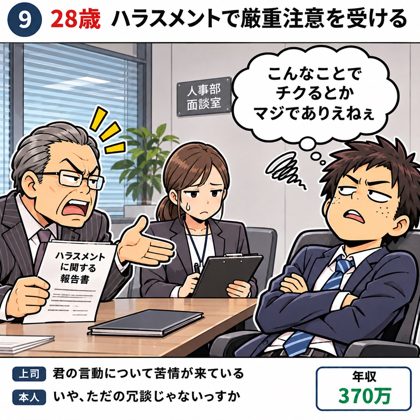 9 28歳 ハラスメントで厳重注意を受ける
人事部
面談室
こんなことで
チクるとか
マジでありえねぇ
ハラスメント
に関する
報告書
上司 君の言動について苦情が来ている
本人 いや、ただの冗談じゃないっすか
年収
370万